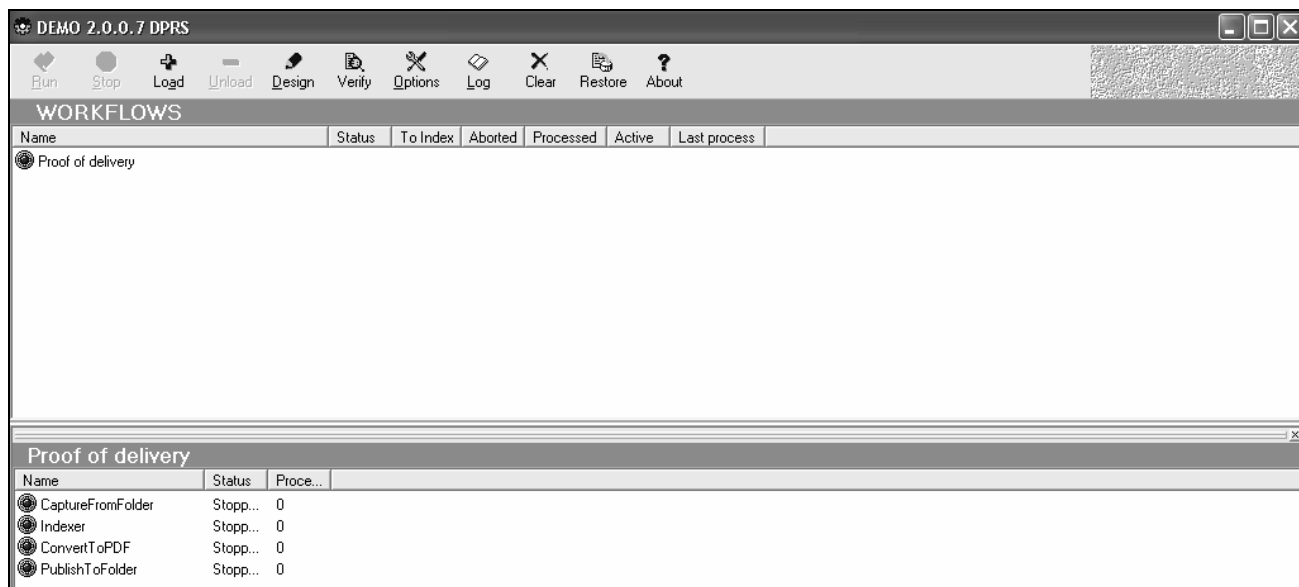 DEMO 2.0.0.7 DPRS
Run Stop Load Unload Design Verify Options Log Clear Restore About
WORKFLOWS
Name Status To Index Aborted Processed Active Last process
Proof of delivery
Proof of delivery
Name Status Proce...
CaptureFromFolder Stopp... 0
Indexer Stopp... 0
ConvertToPDF Stopp... 0
PublishToFolder Stopp... 0